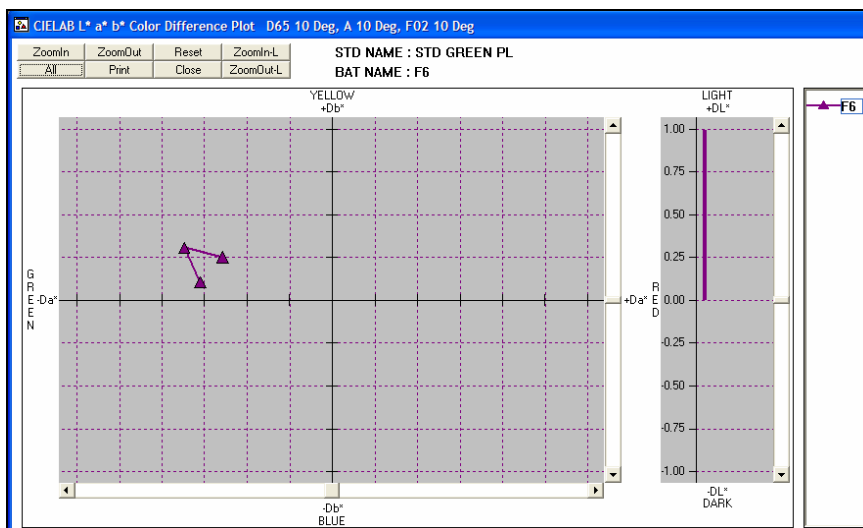 CIELAB L* a* b* Color Difference Plot D65 10 Deg, A 10 Deg, F02 10 Deg
ZoomIn ZoomOut Reset ZoomIn-L
All Print Close ZoomOut-L
STD NAME : STD GREEN PL
BAT NAME : F6
YELLOW
+Db*
GREEN
-Da*
+Da*
RED
-Db*
BLUE
LIGHT
+DL*
1.00
0.75
0.50
0.25
0.00
-0.25
-0.50
-0.75
-1.00
-DL*
DARK
F6